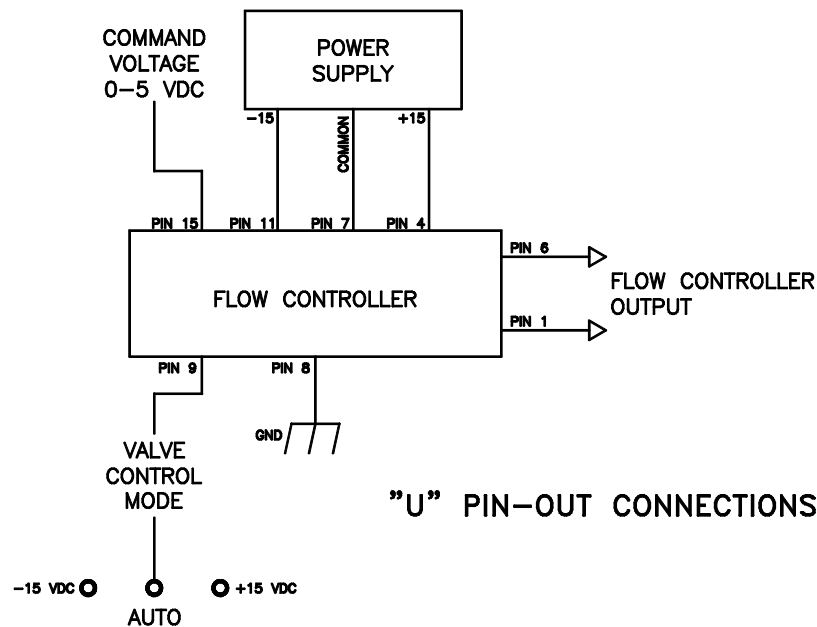 COMMAND
VOLTAGE
0-5 VDC
POWER
SUPPLY
-15
COMMON
+15
PIN 15
PIN 11
PIN 7
PIN 4
FLOW CONTROLLER
PIN 6
PIN 1
FLOW CONTROLLER
OUTPUT
PIN 9
PIN 8
GND
VALVE
CONTROL
MODE
"U" PIN-OUT CONNECTIONS
-15 VDC
+15 VDC
AUTO